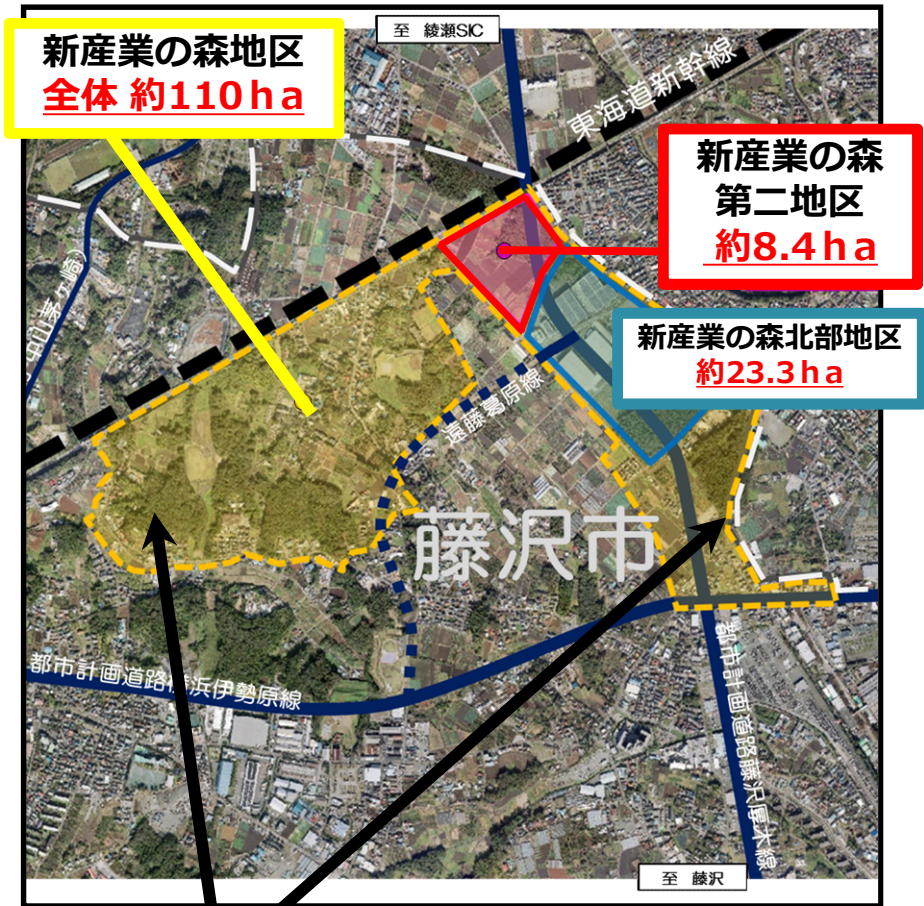 至 綾瀬SIC
新産業の森地区
全体 約110ha
東海道新幹線
新産業の森
第二地区
約8.4ha
新産業の森北部地区
約23.3ha
遠藤葛原線
藤沢市
都市計画道路横浜伊勢原線
都市計画道路藤沢厚木線
至 藤沢